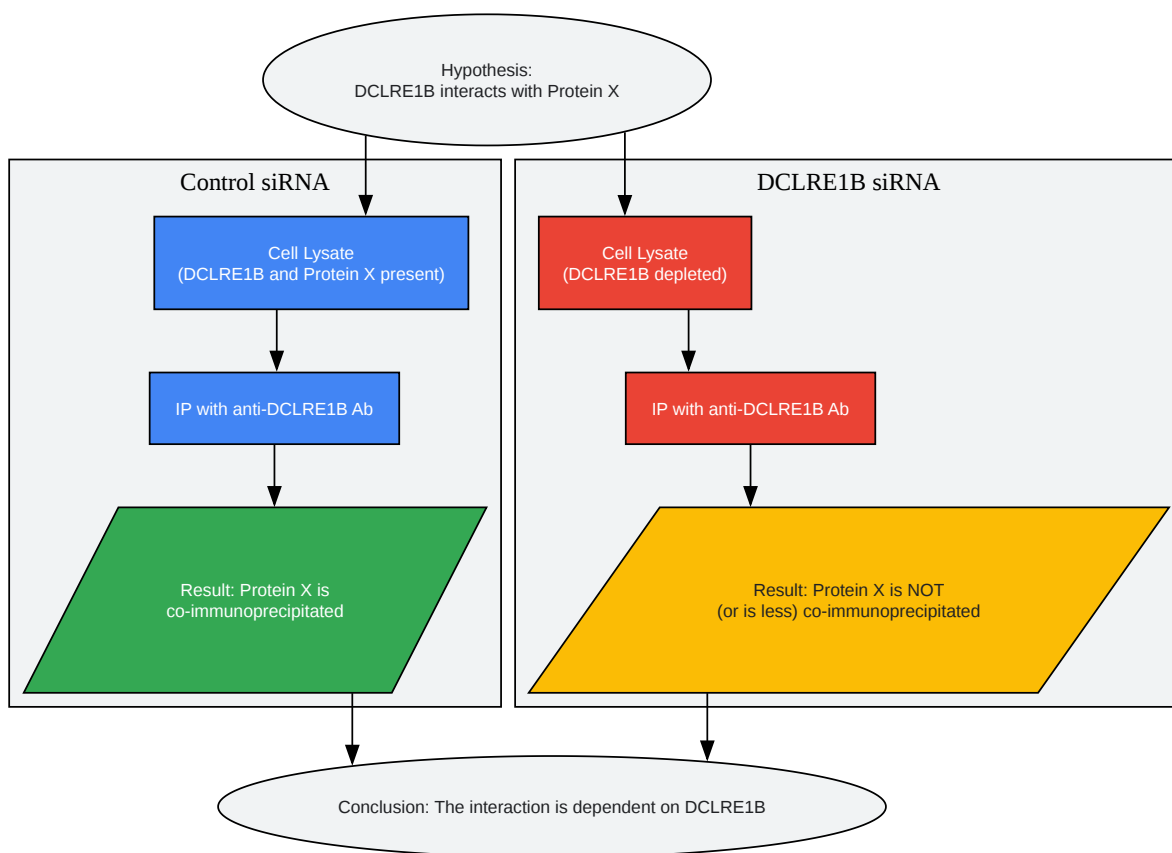 Hypothesis:
DCLRE1B interacts with Protein X
Control siRNA
Cell Lysate
(DCLRE1B and Protein X present)
IP with anti-DCLRE1B Ab
Result: Protein X is
co-immunoprecipitated
DCLRE1B siRNA
Cell Lysate
(DCLRE1B depleted)
IP with anti-DCLRE1B Ab
Result: Protein X is NOT
(or is less) co-immunoprecipitated
Conclusion: The interaction is dependent on DCLRE1B